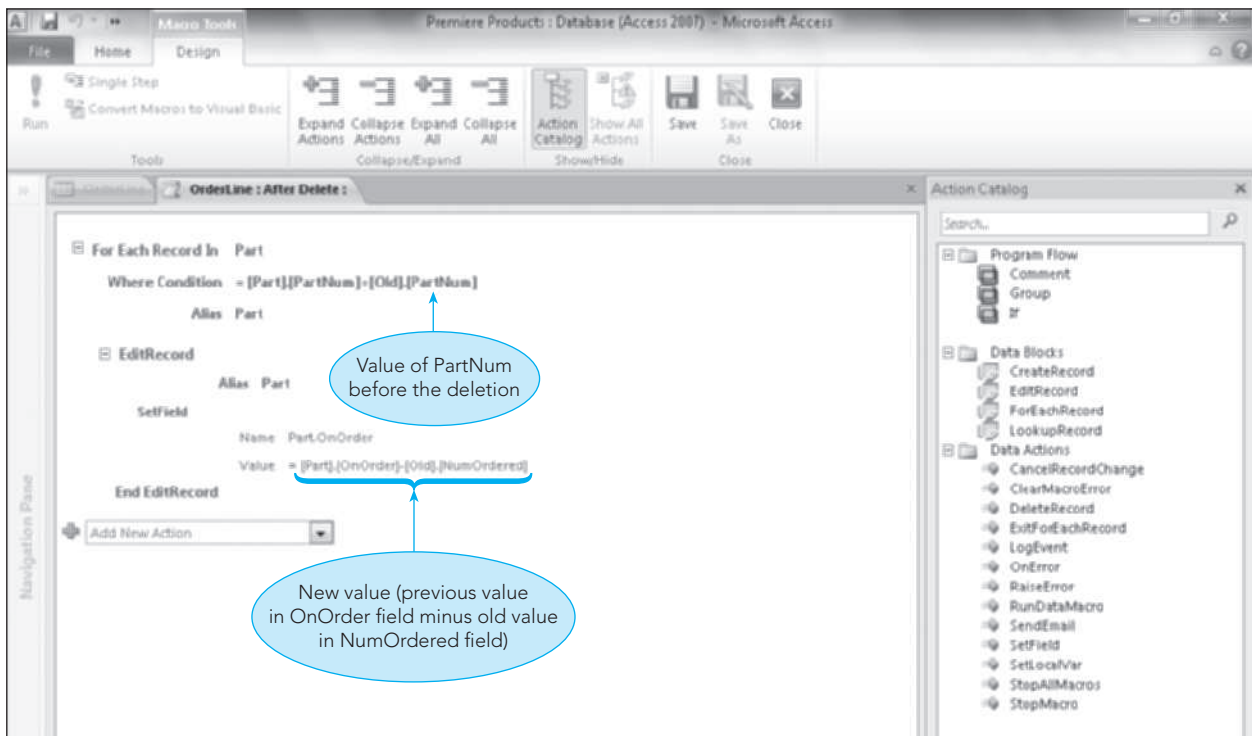 A
Macro Tools
Premiere Products : Database (Access 2007) - Microsoft Access
File
Home
Design
Run
Single Step
Convert Macros to Visual Basic
Tools
Expand Actions
Collapse Actions
Expand All
Collapse All
Collapse/Expand
Action Catalog
Show All Actions
Show/Hide
Save
Save As
Close
Close
OrderLine
OrderLine : After Delete :
Navigation Pane
For Each Record In Part
Where Condition = [Part].[PartNum]=[Old].[PartNum]
Alias Part
EditRecord
Alias Part
SetField
Name Part.OnOrder
Value = [Part].[OnOrder]-[Old].[NumOrdered]
End EditRecord
Add New Action
Value of PartNum
before the deletion
New value (previous value
in OnOrder field minus old value
in NumOrdered field)
Action Catalog
Search...
Program Flow
Comment
Group
If
Data Blocks
CreateRecord
EditRecord
ForEachRecord
LookupRecord
Data Actions
CancelRecordChange
ClearMacroError
DeleteRecord
ExitForEachRecord
LogEvent
OnError
RaiseError
RunDataMacro
SendEmail
SetField
SetLocalVar
StopAllMacros
StopMacro